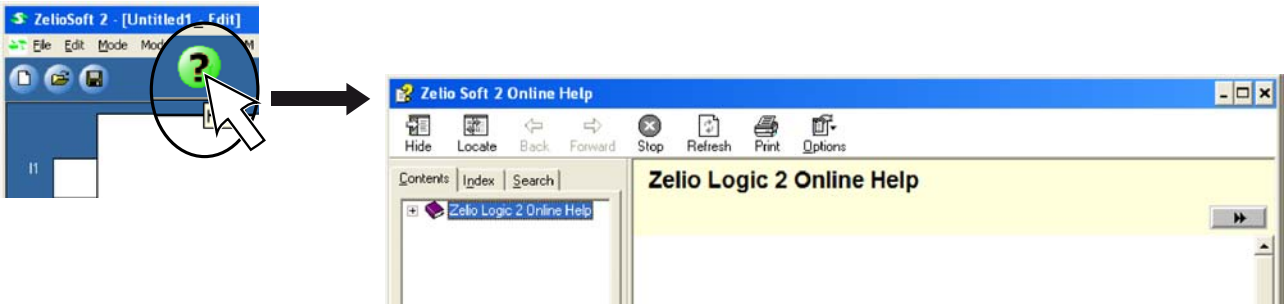 ZelioSoft 2 - [Untitled1 - Edit]
File Edit Mode Mod M
?
I1
Zelio Soft 2 Online Help
Hide Locate Back Forward Stop Refresh Print Options
Contents Index Search
Zelio Logic 2 Online Help
Zelio Logic 2 Online Help